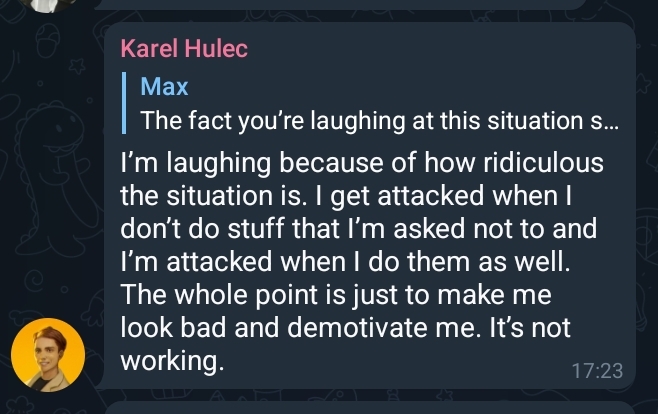 Karel Hulec
Max
The fact you’re laughing at this situation s…
I’m laughing because of how ridiculous
the situation is. I get attacked when I
don’t do stuff that I’m asked not to and
I’m attacked when I do them as well.
The whole point is just to make me
look bad and demotivate me. It’s not
working.
17:23